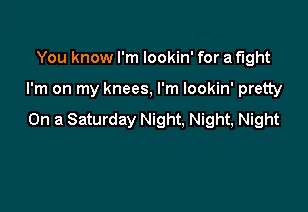 You know I'm lookin' for a fight
I'm on my knees, I'm lookin' pretty
On a Saturday Night, Night, Night